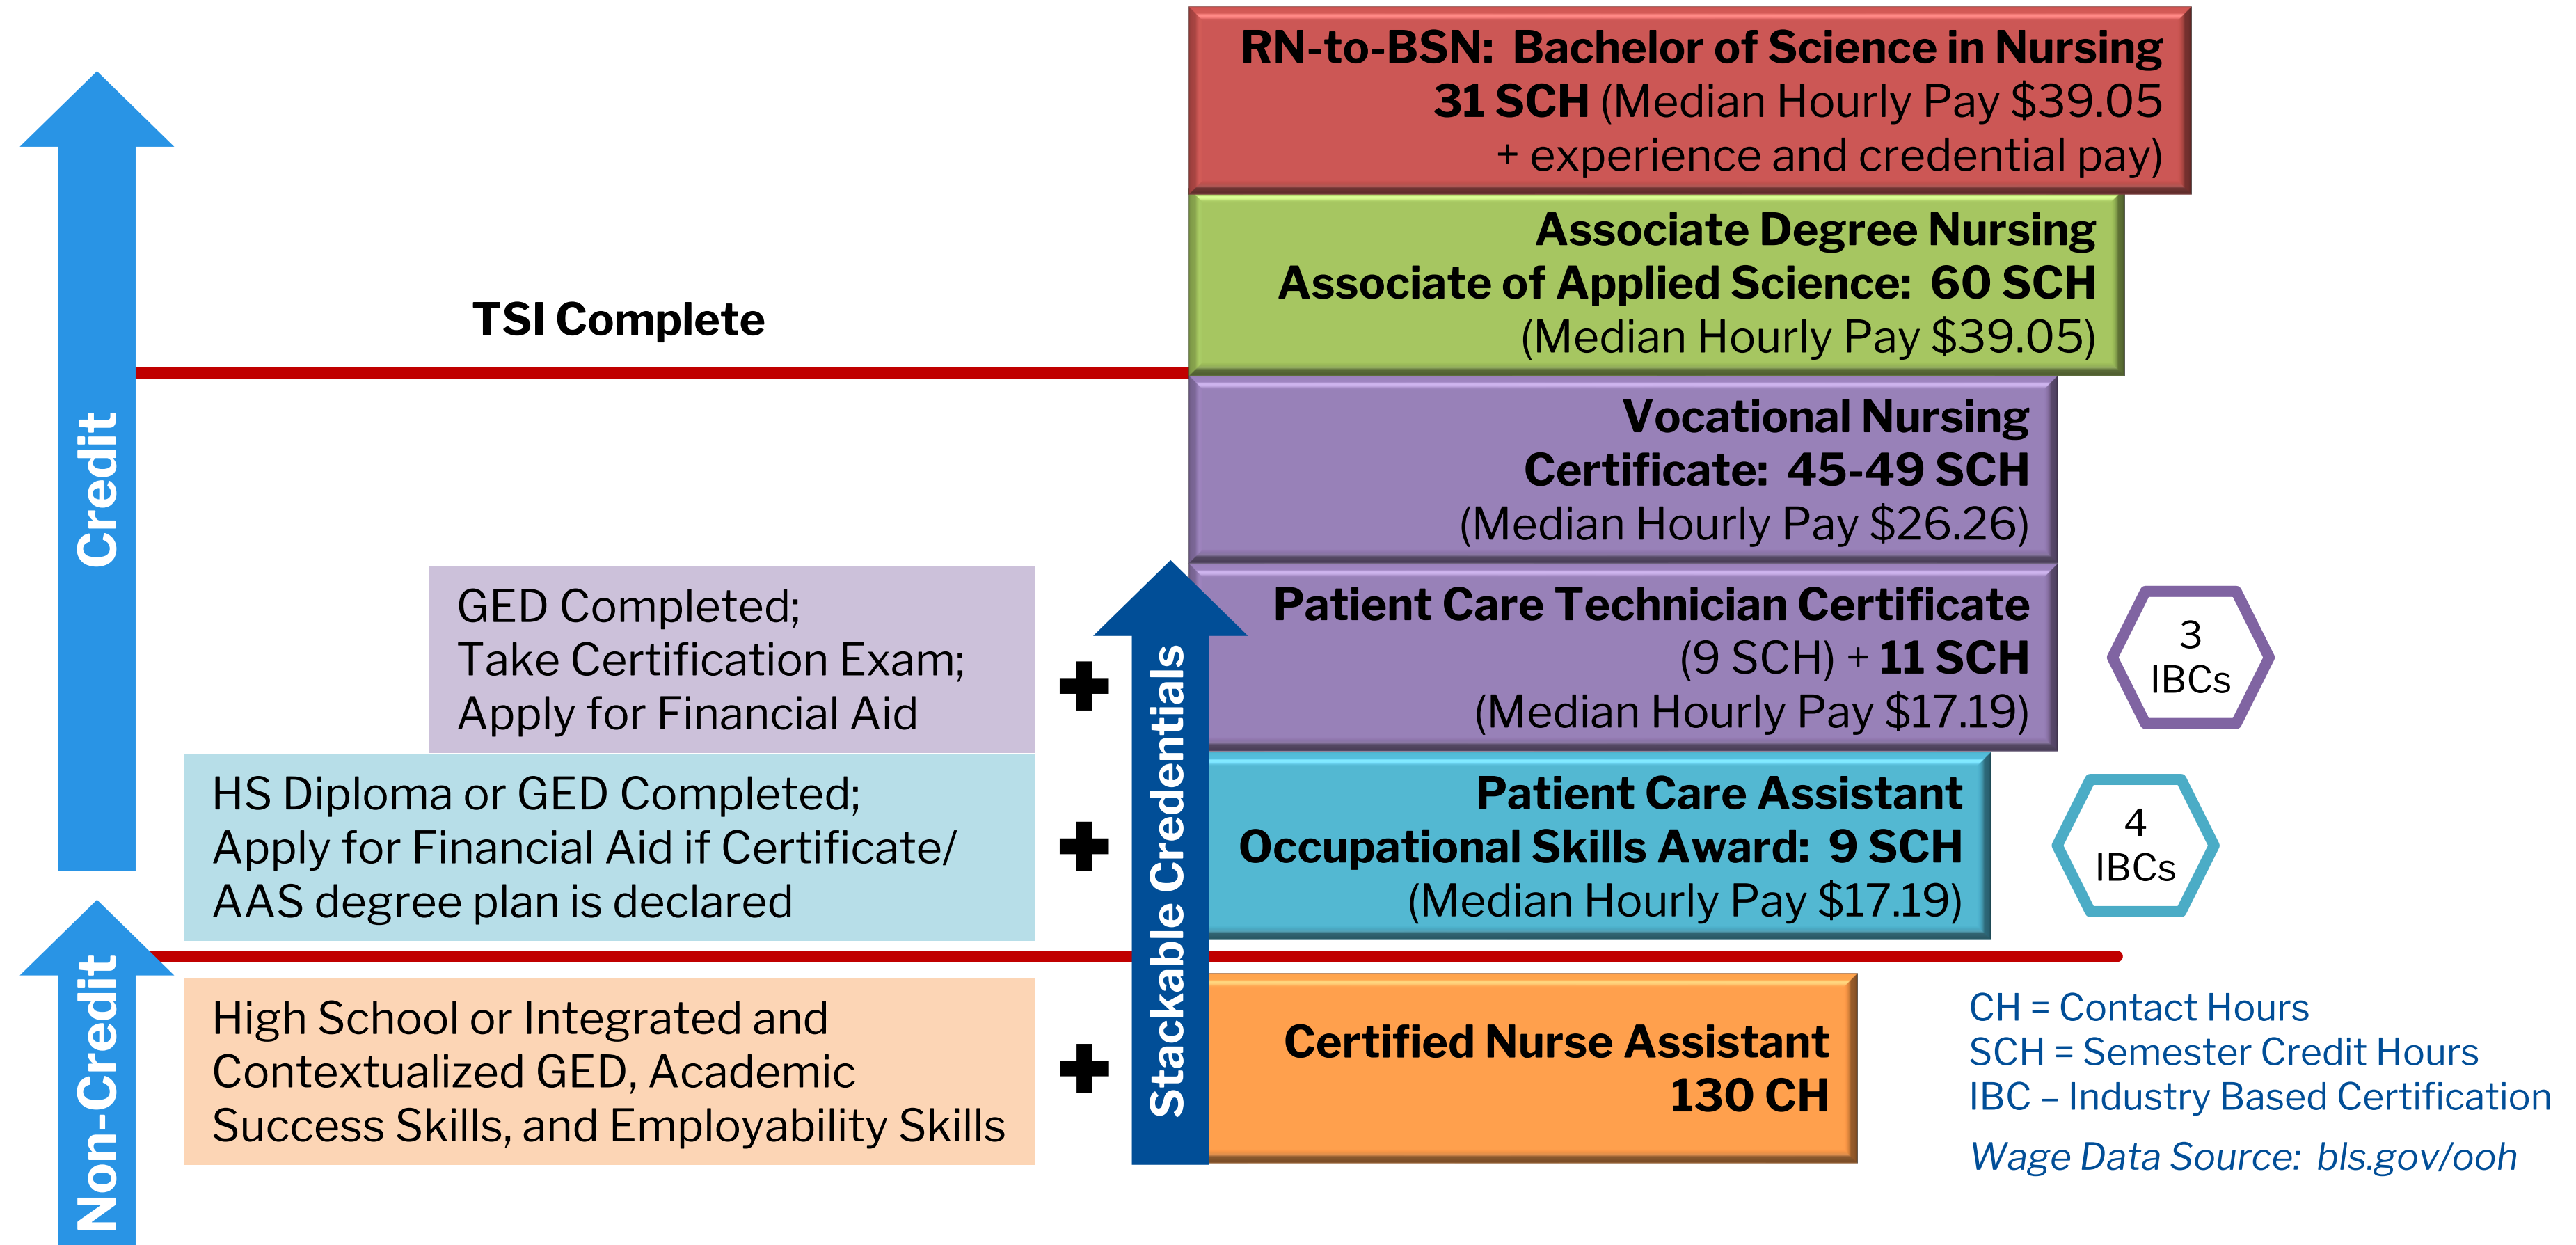 RN-to-BSN: Bachelor of Science in Nursing
31 SCH (Median Hourly Pay $39.05
+ experience and credential pay)
Associate Degree Nursing
Associate of Applied Science: 60 SCH
(Median Hourly Pay $39.05)
TSI Complete
Credit
Vocational Nursing
Certificate: 45-49 SCH
(Median Hourly Pay $26.26)
GED Completed;
Take Certification Exam;
Apply for Financial Aid
+
Patient Care Technician Certificate
(9 SCH) + 11 SCH
(Median Hourly Pay $17.19)
3
IBCs
HS Diploma or GED Completed;
Apply for Financial Aid if Certificate/
AAS degree plan is declared
+
Stackable Credentials
Patient Care Assistant
Occupational Skills Award: 9 SCH
(Median Hourly Pay $17.19)
4
IBCs
Non-Credit
High School or Integrated and
Contextualized GED, Academic
Success Skills, and Employability Skills
+
Certified Nurse Assistant
130 CH
CH = Contact Hours
SCH = Semester Credit Hours
IBC – Industry Based Certification
Wage Data Source: bls.gov/ooh